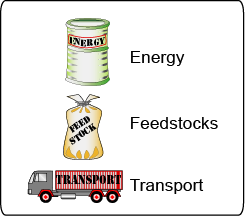 ENERGY
Energy
FEED
STOCK
Feedstocks
TRANSPORT
Transport